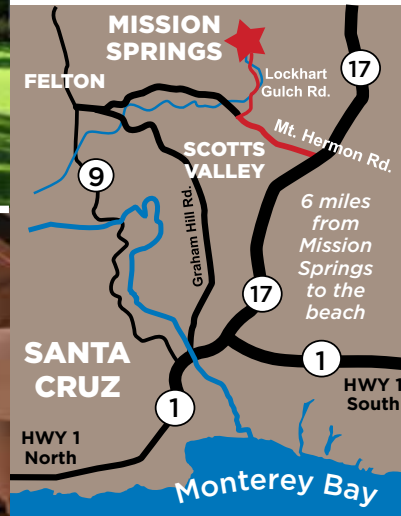 MISSION
SPRINGS
17
Lockhart
Gulch Rd.
FELTON
Mt. Hermon Rd.
SCOTTS
VALLEY
9
Graham Hill Rd.
6 miles
from
Mission
Springs
to the
beach
17
SANTA
CRUZ
1
1
HWY 1
South
HWY 1
North
Monterey Bay